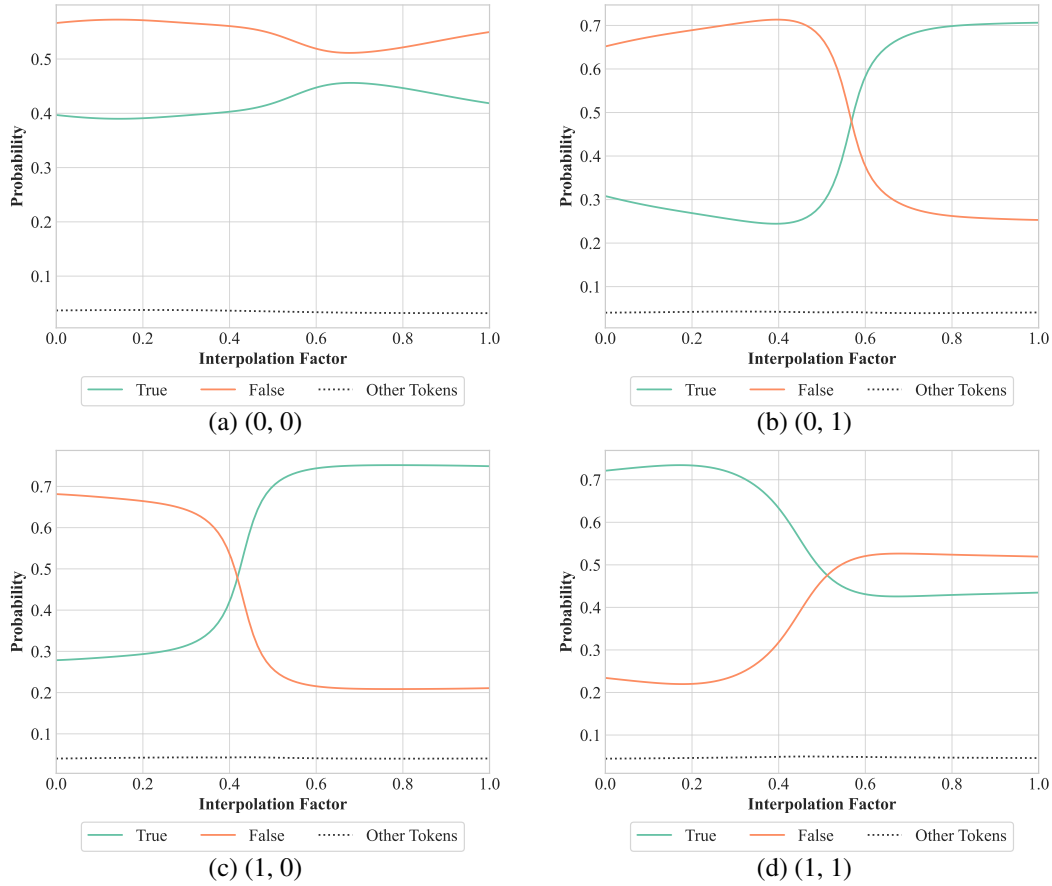 0.5
0.4
0.3
0.2
0.1
Probability
0.0 0.2 0.4 0.6 0.8 1.0
Interpolation Factor
True False Other Tokens
(a) (0, 0)
0.7
0.6
0.5
0.4
0.3
0.2
0.1
Probability
0.0 0.2 0.4 0.6 0.8 1.0
Interpolation Factor
True False Other Tokens
(b) (0, 1)
0.7
0.6
0.5
0.4
0.3
0.2
0.1
Probability
0.0 0.2 0.4 0.6 0.8 1.0
Interpolation Factor
True False Other Tokens
(c) (1, 0)
0.7
0.6
0.5
0.4
0.3
0.2
0.1
Probability
0.0 0.2 0.4 0.6 0.8 1.0
Interpolation Factor
True False Other Tokens
(d) (1, 1)